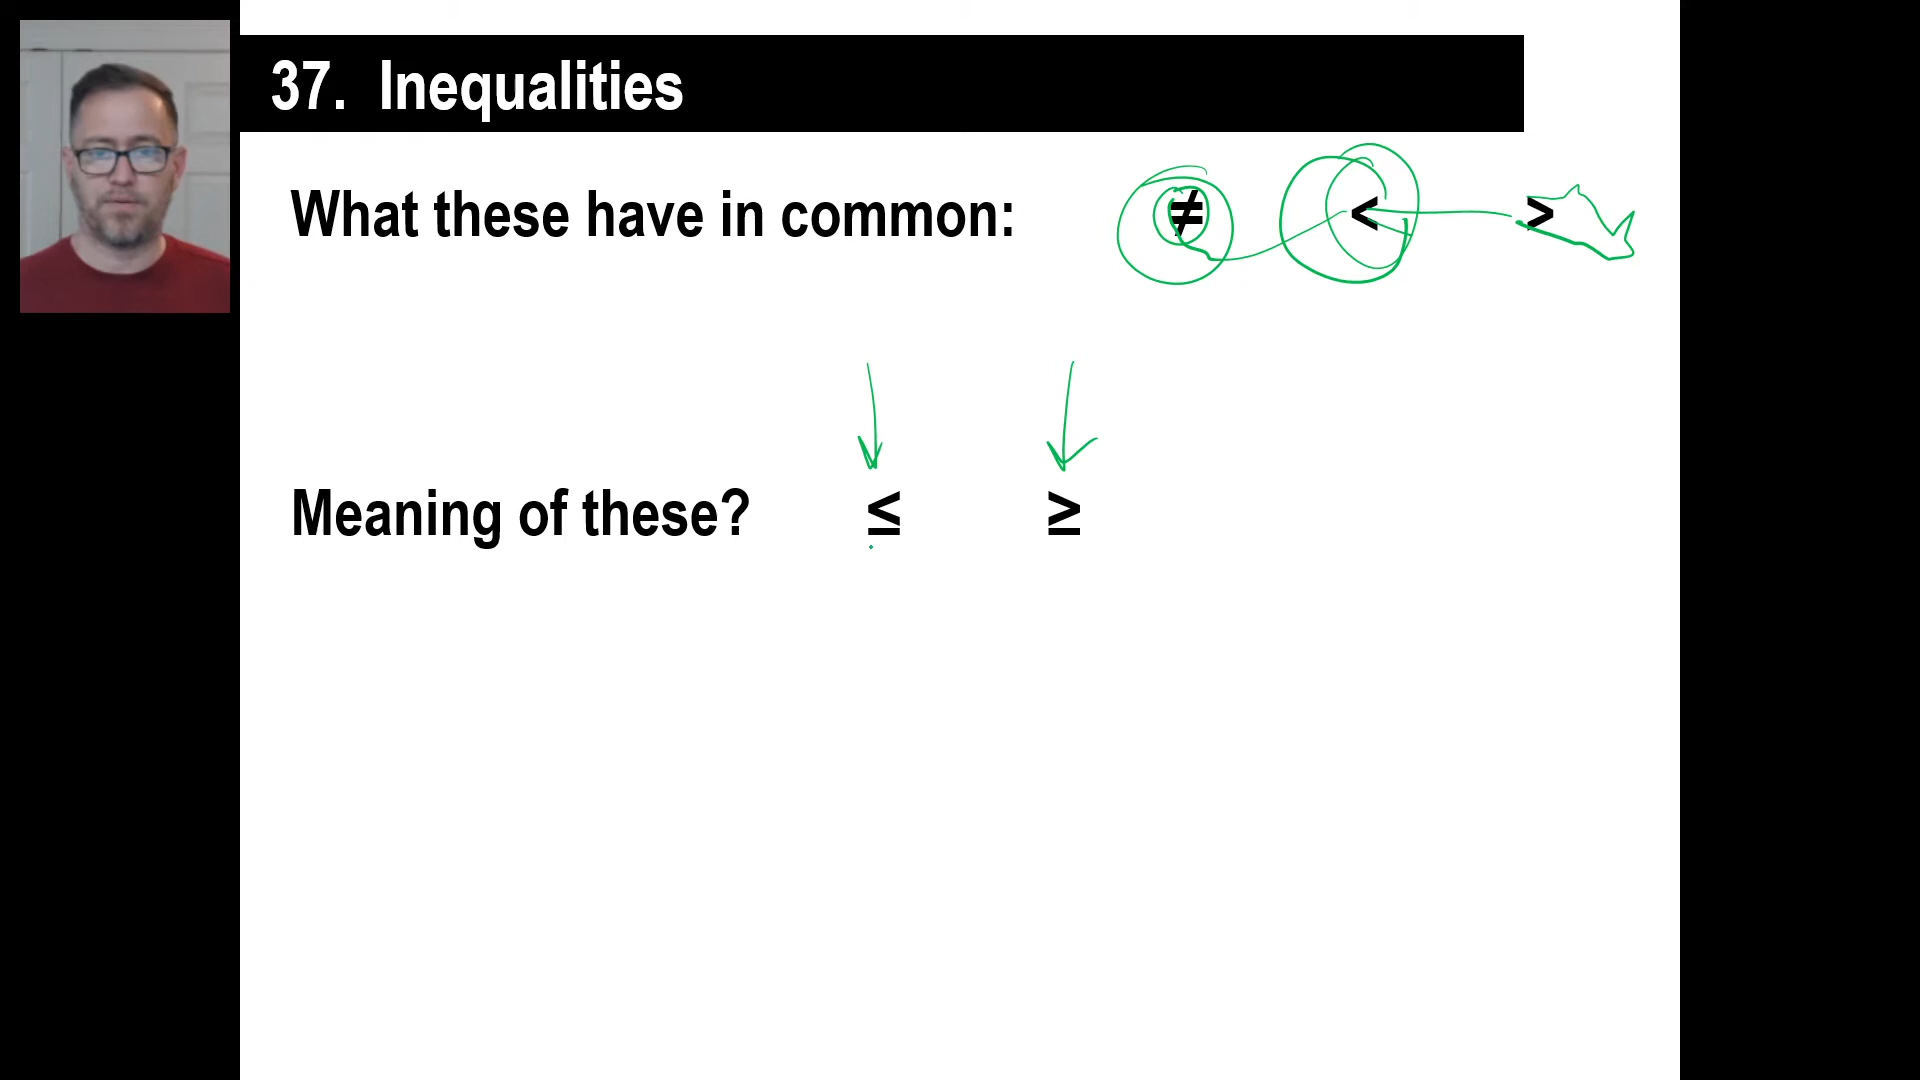 37. Inequalities
What these have in common: ≠ < >
Meaning of these? ≤ ≥